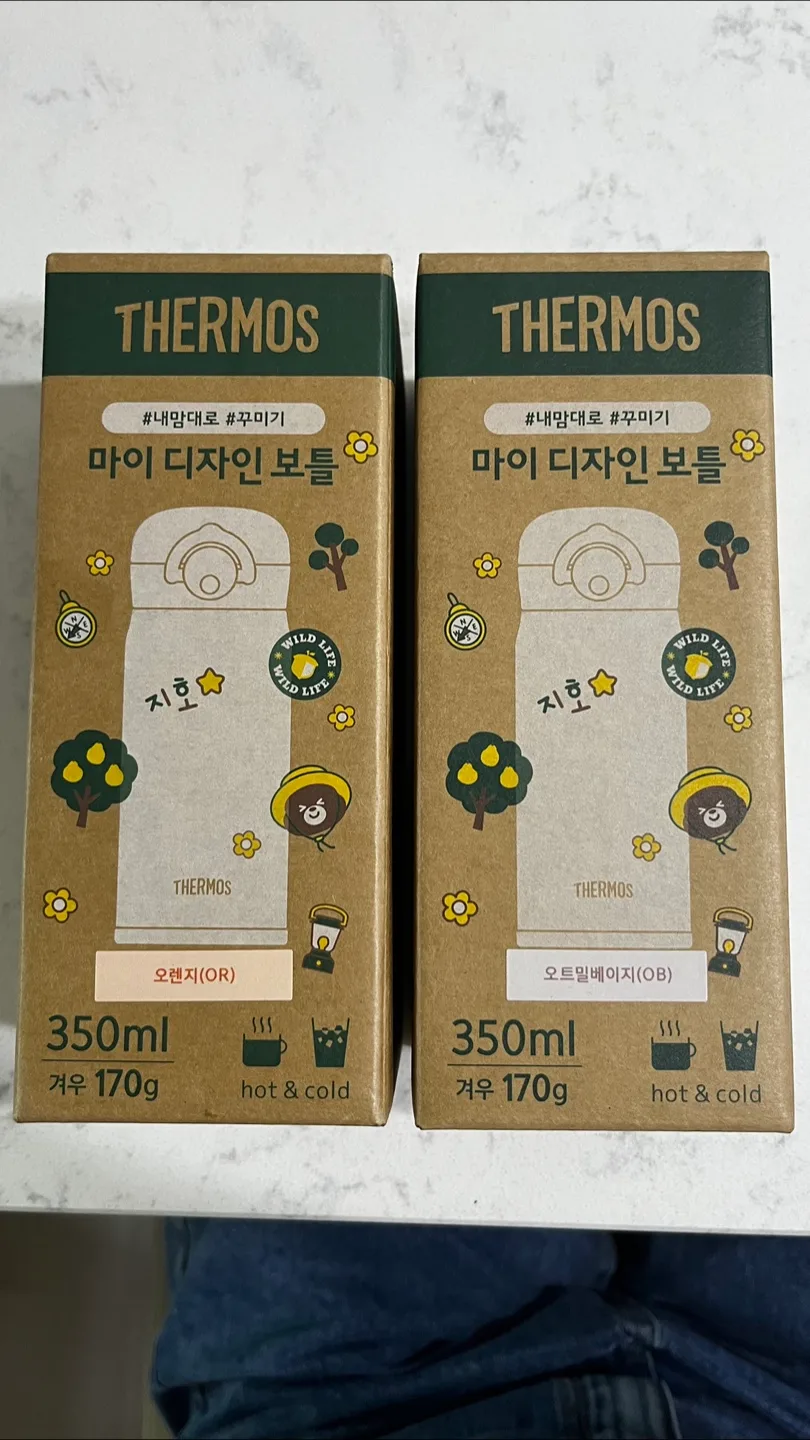 THERMOS
#내맘대로 #꾸미기
마이 디자인 보틀
N
E
S
W
WILD LIFE
WILD LIFE
지호
THERMOS
오렌지(OR)
350ml
겨우 170g
hot & cold
THERMOS
#내맘대로 #꾸미기
마이 디자인 보틀
N
E
S
W
WILD LIFE
WILD LIFE
지호
THERMOS
오트밀베이지(OB)
350ml
겨우 170g
hot & cold